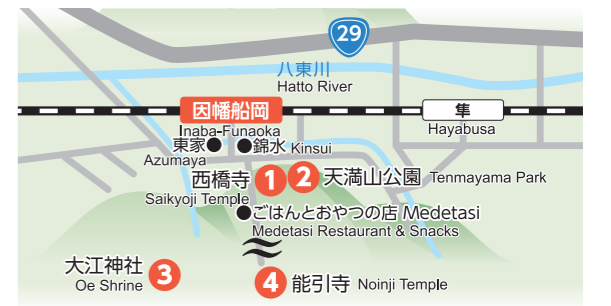 29
八東川
Hatto River
因幡船岡
Inaba-Funaoka
隼
Hayabusa
東家● ●錦水 Kinsui
Azumaya
西橋寺 1 2 天満山公園 Tenmayama Park
Saikyoji Temple
●ごはんとおやつの店 Medetasi
Medetasi Restaurant & Snacks
大江神社 3
Oe Shrine
4 能引寺 Noinji Temple